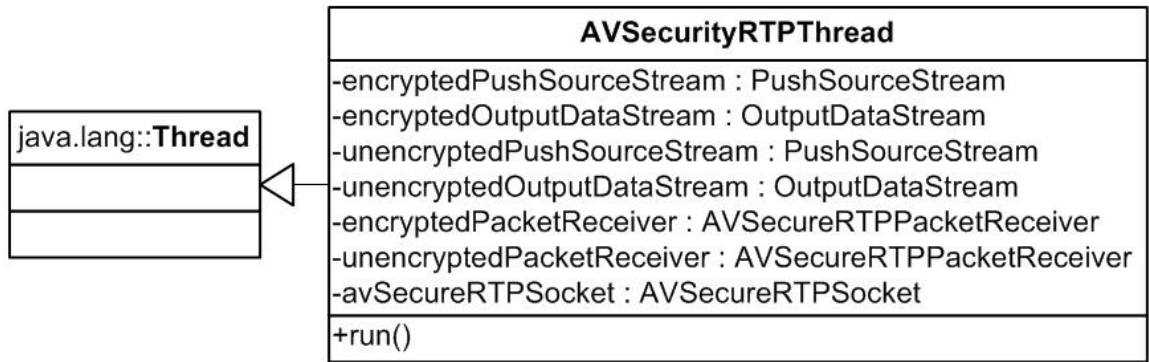 java.lang::Thread
AVSecurityRTPThread
-encryptedPushSourceStream : PushSourceStream
-encryptedOutputDataStream : OutputDataStream
-unencryptedPushSourceStream : PushSourceStream
-unencryptedOutputDataStream : OutputDataStream
-encryptedPacketReceiver : AVSecureRTPPacketReceiver
-unencryptedPacketReceiver : AVSecureRTPPacketReceiver
-avSecureRTPSocket : AVSecureRTPSocket
+run()